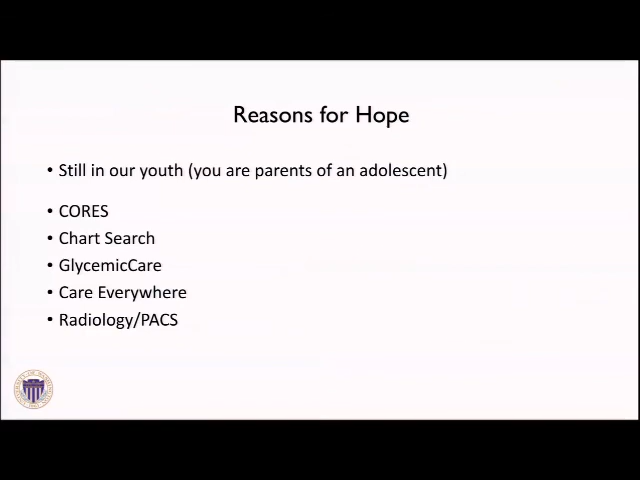 Reasons for Hope
• Still in our youth (you are parents of an adolescent)
• CORES
• Chart Search
• GlycemicCare
• Care Everywhere
• Radiology/PACS